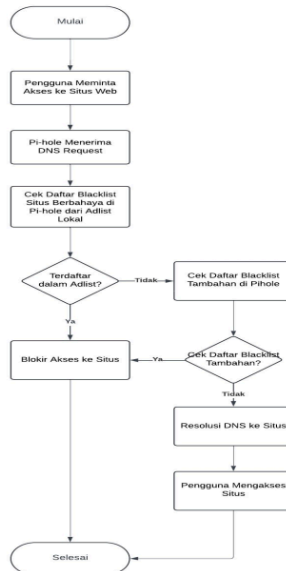 Mulai
Pengguna Meminta
Akses ke Situs Web
Pi-hole Menerima
DNS Request
Cek Daftar Blacklist
Situs Berbahaya di
Pi-hole dari Adlist
Lokal
Terdaftar
dalam Adlist?
Tidak
Cek Daftar Blacklist
Tambahan di Pihole
Ya
Blokir Akses ke Situs
Ya
Cek Daftar Blacklist
Tambahan?
Tidak
Resolusi DNS ke Situs
Pengguna Mengakses
Situs
Selesai